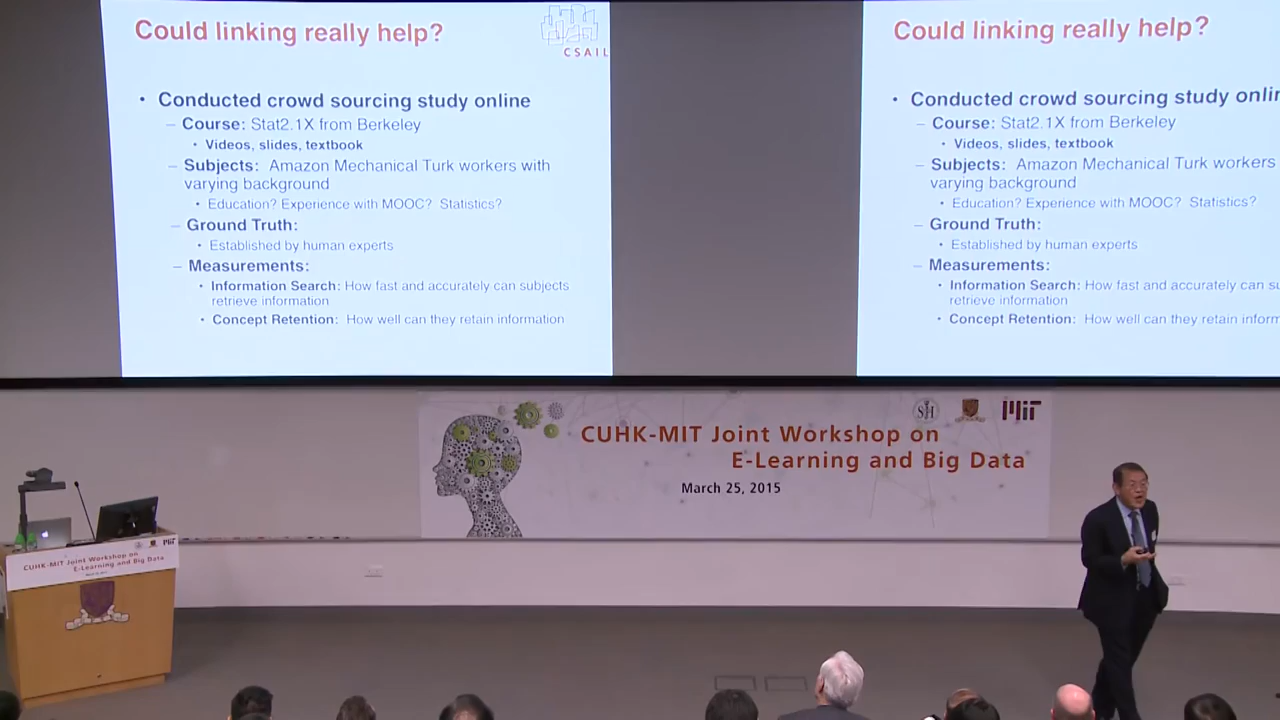 Could linking really help?
CSAIL
• Conducted crowd sourcing study online
– Course: Stat2.1X from Berkeley
• Videos, slides, textbook
– Subjects: Amazon Mechanical Turk workers with
varying background
• Education? Experience with MOOC? Statistics?
– Ground Truth:
• Established by human experts
– Measurements:
• Information Search: How fast and accurately can subjects
retrieve information
• Concept Retention: How well can they retain information
Could linking really help?
• Conducted crowd sourcing study onlin
– Course: Stat2.1X from Berkeley
• Videos, slides, textbook
– Subjects: Amazon Mechanical Turk workers
varying background
• Education? Experience with MOOC? Statistics?
– Ground Truth:
• Established by human experts
– Measurements:
• Information Search: How fast and accurately can su
retrieve information
• Concept Retention: How well can they retain inform
SH
MIT
CUHK-MIT Joint Workshop on
E-Learning and Big Data
March 25, 2015
MIT
CUHK-MIT Joint Workshop on
E-Learning and Big Data